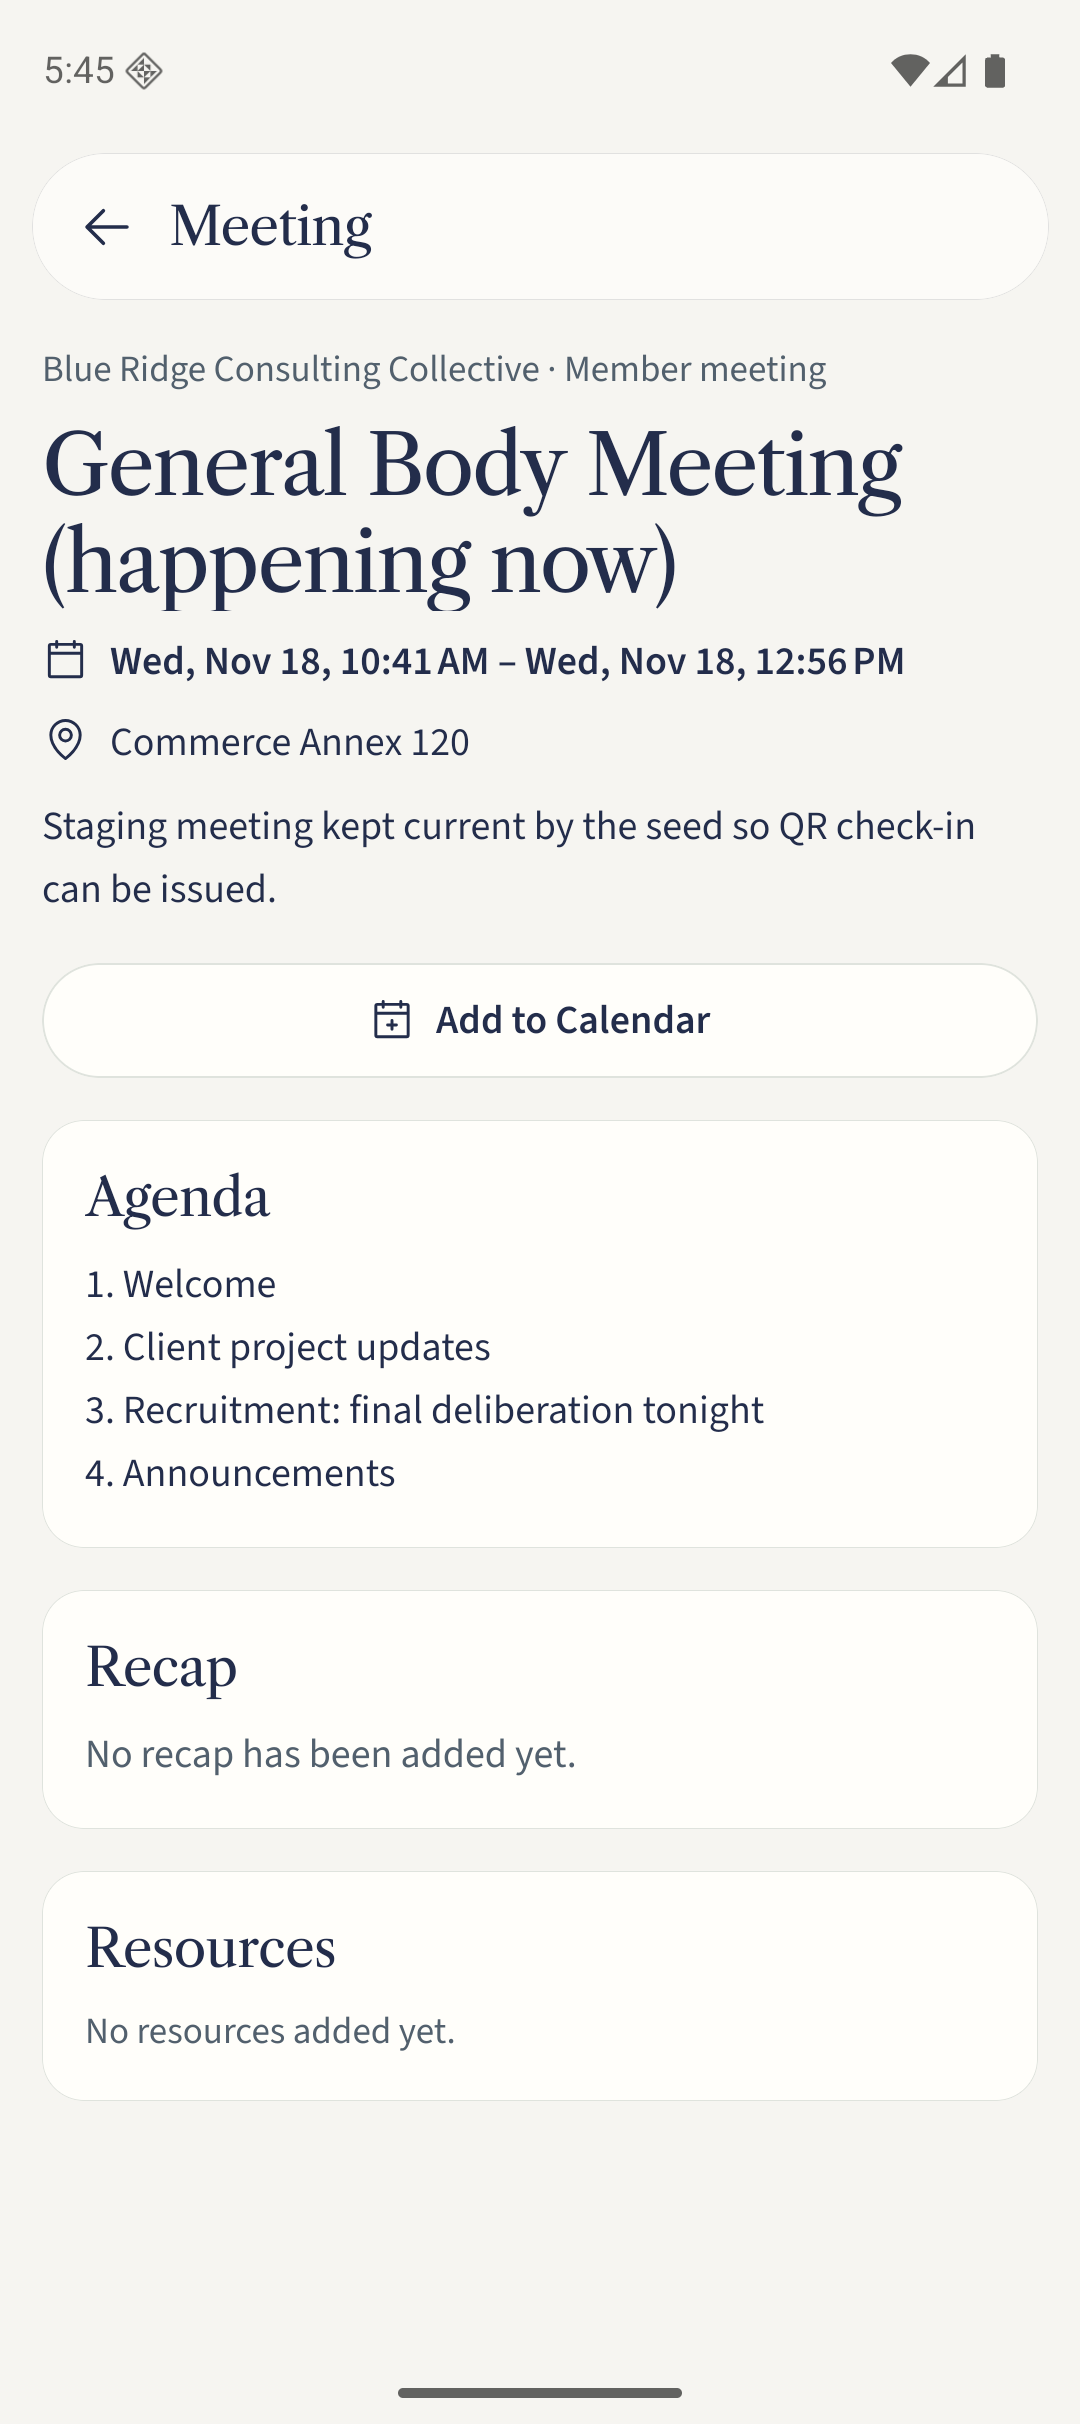 5:45
Meeting
Blue Ridge Consulting Collective · Member meeting
General Body Meeting
(happening now)
Wed, Nov 18, 10:41 AM – Wed, Nov 18, 12:56 PM
Commerce Annex 120
Staging meeting kept current by the seed so QR check-in
can be issued.
Add to Calendar
Agenda
1. Welcome
2. Client project updates
3. Recruitment: final deliberation tonight
4. Announcements
Recap
No recap has been added yet.
Resources
No resources added yet.